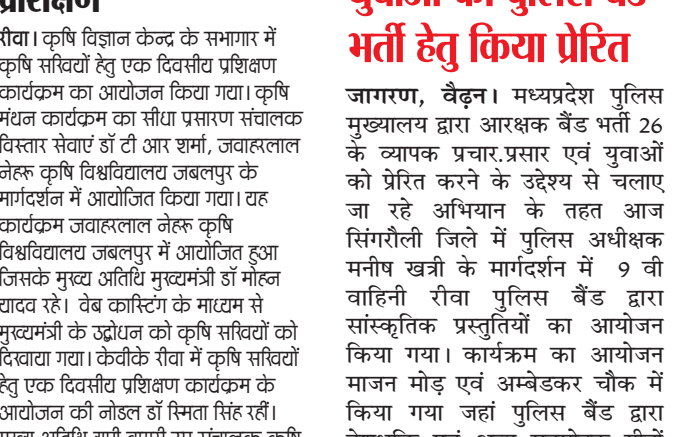 प्रशिक्षण
रीवा। कृषि विज्ञान केन्द्र के सभागार में
कृषि सखियों हेतु एक दिवसीय प्रशिक्षण
कार्यक्रम का आयोजन किया गया। कृषि
मंथन कार्यक्रम का सीधा प्रसारण संचालक
विस्तार सेवाएं डॉ टी आर शर्मा, जवाहरलाल
नेहरू कृषि विश्वविद्यालय जबलपुर के
मार्गदर्शन में आयोजित किया गया। यह
कार्यक्रम जवाहरलाल नेहरू कृषि
विश्वविद्यालय जबलपुर में आयोजित हुआ
जिसके मुख्य अतिथि मुख्यमंत्री डॉ मोहन
यादव रहे। वेब कास्टिंग के माध्यम से
मुख्यमंत्री के उद्बोधन को कृषि सखियों को
दिखाया गया। केवीके रीवा में कृषि सखियों
हेतु एक दिवसीय प्रशिक्षण कार्यक्रम के
आयोजन की नोडल डॉ स्मिता सिंह रहीं।
युवाओं को पुलिस बैंड
भर्ती हेतु किया प्रेरित
जागरण, वैढ़न। मध्यप्रदेश पुलिस
मुख्यालय द्वारा आरक्षक बैंड भर्ती 26
के व्यापक प्रचार.प्रसार एवं युवाओं
को प्रेरित करने के उद्देश्य से चलाए
जा रहे अभियान के तहत आज
सिंगरौली जिले में पुलिस अधीक्षक
मनीष खत्री के मार्गदर्शन में 9 वी
वाहिनी रीवा पुलिस बैंड द्वारा
सांस्कृतिक प्रस्तुतियों का आयोजन
किया गया। कार्यक्रम का आयोजन
माजन मोड़ एवं अम्बेडकर चौक में
किया गया जहां पुलिस बैंड द्वारा